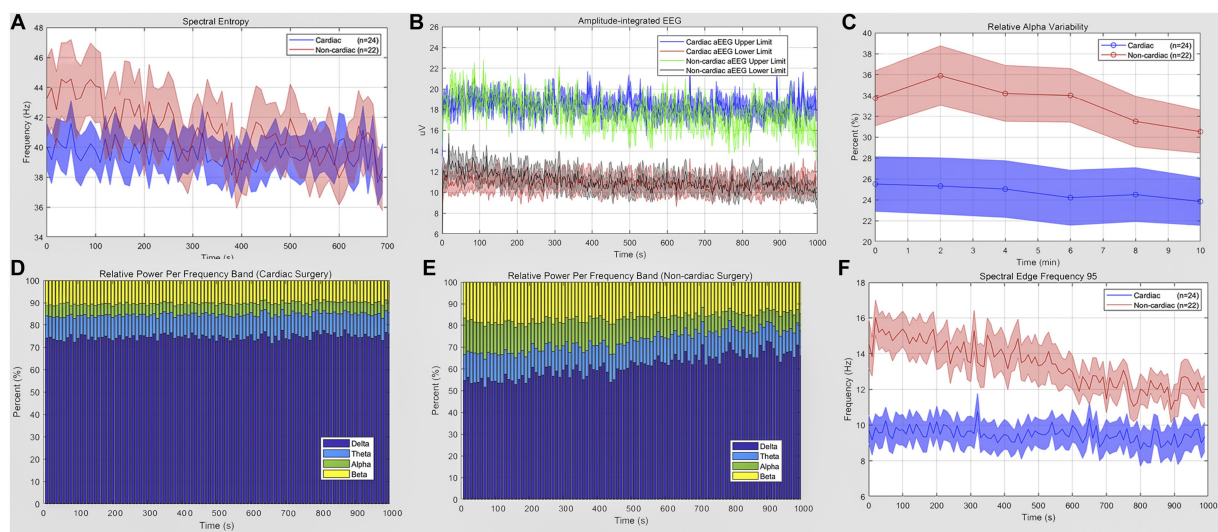 A
Spectral Entropy
Cardiac (n=24)
Non-cardiac (n=22)
48
46
44
42
40
38
36
34
Frequency (Hz)
0 100 200 300 400 500 600 700
Time (s)
B
Amplitude-integrated EEG
Cardiac aEEG Upper Limit
Cardiac aEEG Lower Limit
Non-cardiac aEEG Upper Limit
Non-cardiac aEEG Lower Limit
26
24
22
20
18
16
14
12
10
8
6
uV
0 100 200 300 400 500 600 700 800 900 1000
Time (s)
C
Relative Alpha Variability
Cardiac (n=24)
Non-cardiac (n=22)
40
38
36
34
32
30
28
26
24
22
20
Percent (%)
0 2 4 6 8 10
Time (min)
D
Relative Power Per Frequency Band (Cardiac Surgery)
100
90
80
70
60
50
40
30
20
10
0
Percent (%)
Delta
Theta
Alpha
Beta
0 100 200 300 400 500 600 700 800 900 1000
Time (s)
E
Relative Power Per Frequency Band (Non-cardiac Surgery)
100
90
80
70
60
50
40
30
20
10
0
Percent (%)
Delta
Theta
Alpha
Beta
0 100 200 300 400 500 600 700 800 900 1000
Time (s)
F
Spectral Edge Frequency 95
Cardiac (n=24)
Non-cardiac (n=22)
18
16
14
12
10
8
6
Frequency (Hz)
0 100 200 300 400 500 600 700 800 900 1000
Time (s)